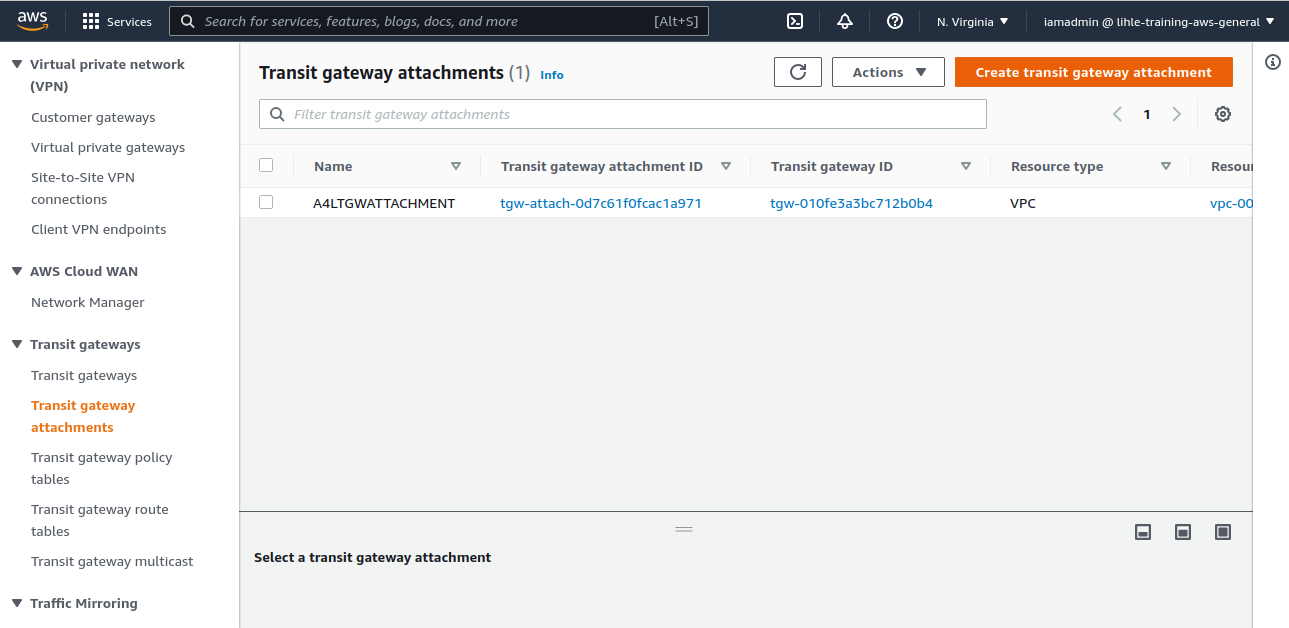 aws
Services
Search for services, features, blogs, docs, and more [Alt+S]
N. Virginia
iamadmin @ lihle-training-aws-general
Virtual private network
(VPN)
Customer gateways
Virtual private gateways
Site-to-Site VPN
connections
Client VPN endpoints
AWS Cloud WAN
Network Manager
Transit gateways
Transit gateways
Transit gateway
attachments
Transit gateway policy
tables
Transit gateway route
tables
Transit gateway multicast
Traffic Mirroring
Transit gateway attachments (1) Info
Actions
Create transit gateway attachment
Filter transit gateway attachments
1
Name Transit gateway attachment ID Transit gateway ID Resource type Resour
A4LTGWATTACHMENT tgw-attach-0d7c61f0fcac1a971 tgw-010fe3a3bc712b0b4 VPC vpc-00
Select a transit gateway attachment